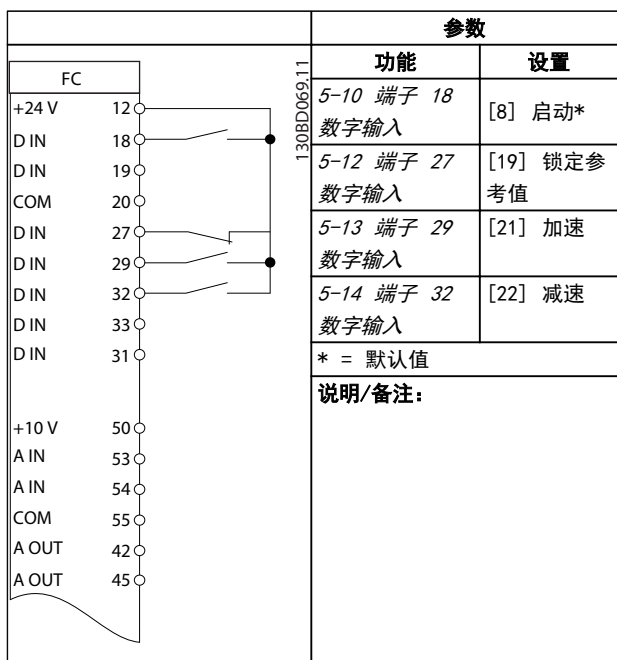 参数
功能 设置
5-10 端子 18 数字输入 [8] 启动*
5-12 端子 27 数字输入 [19] 锁定参考值
5-13 端子 29 数字输入 [21] 加速
5-14 端子 32 数字输入 [22] 减速
* = 默认值
说明/备注:
130BD069.11
FC
+24 V 12
D IN 18
D IN 19
COM 20
D IN 27
D IN 29
D IN 32
D IN 33
D IN 31
+10 V 50
A IN 53
A IN 54
COM 55
A OUT 42
A OUT 45